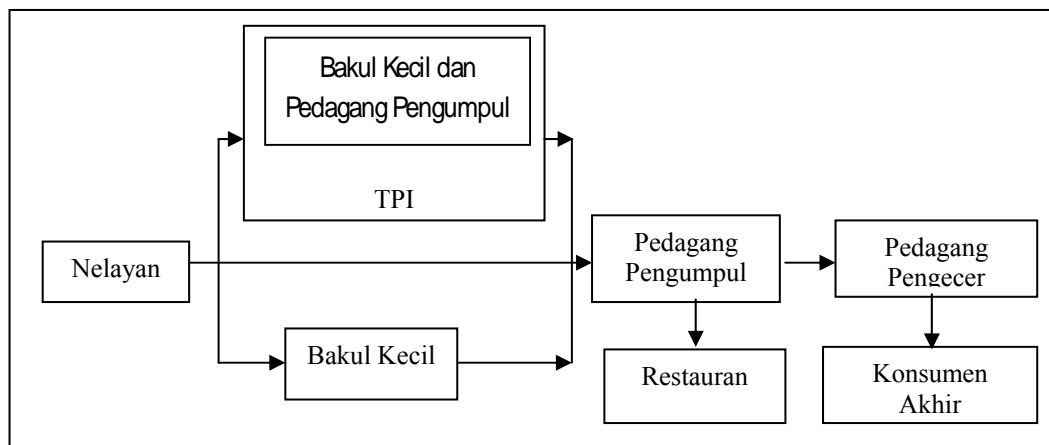 Bakul Kecil dan
Pedagang Pengumpul
TPI
Nelayan
Pedagang
Pengumpul
Pedagang
Pengecer
Bakul Kecil
Restauran
Konsumen
Akhir